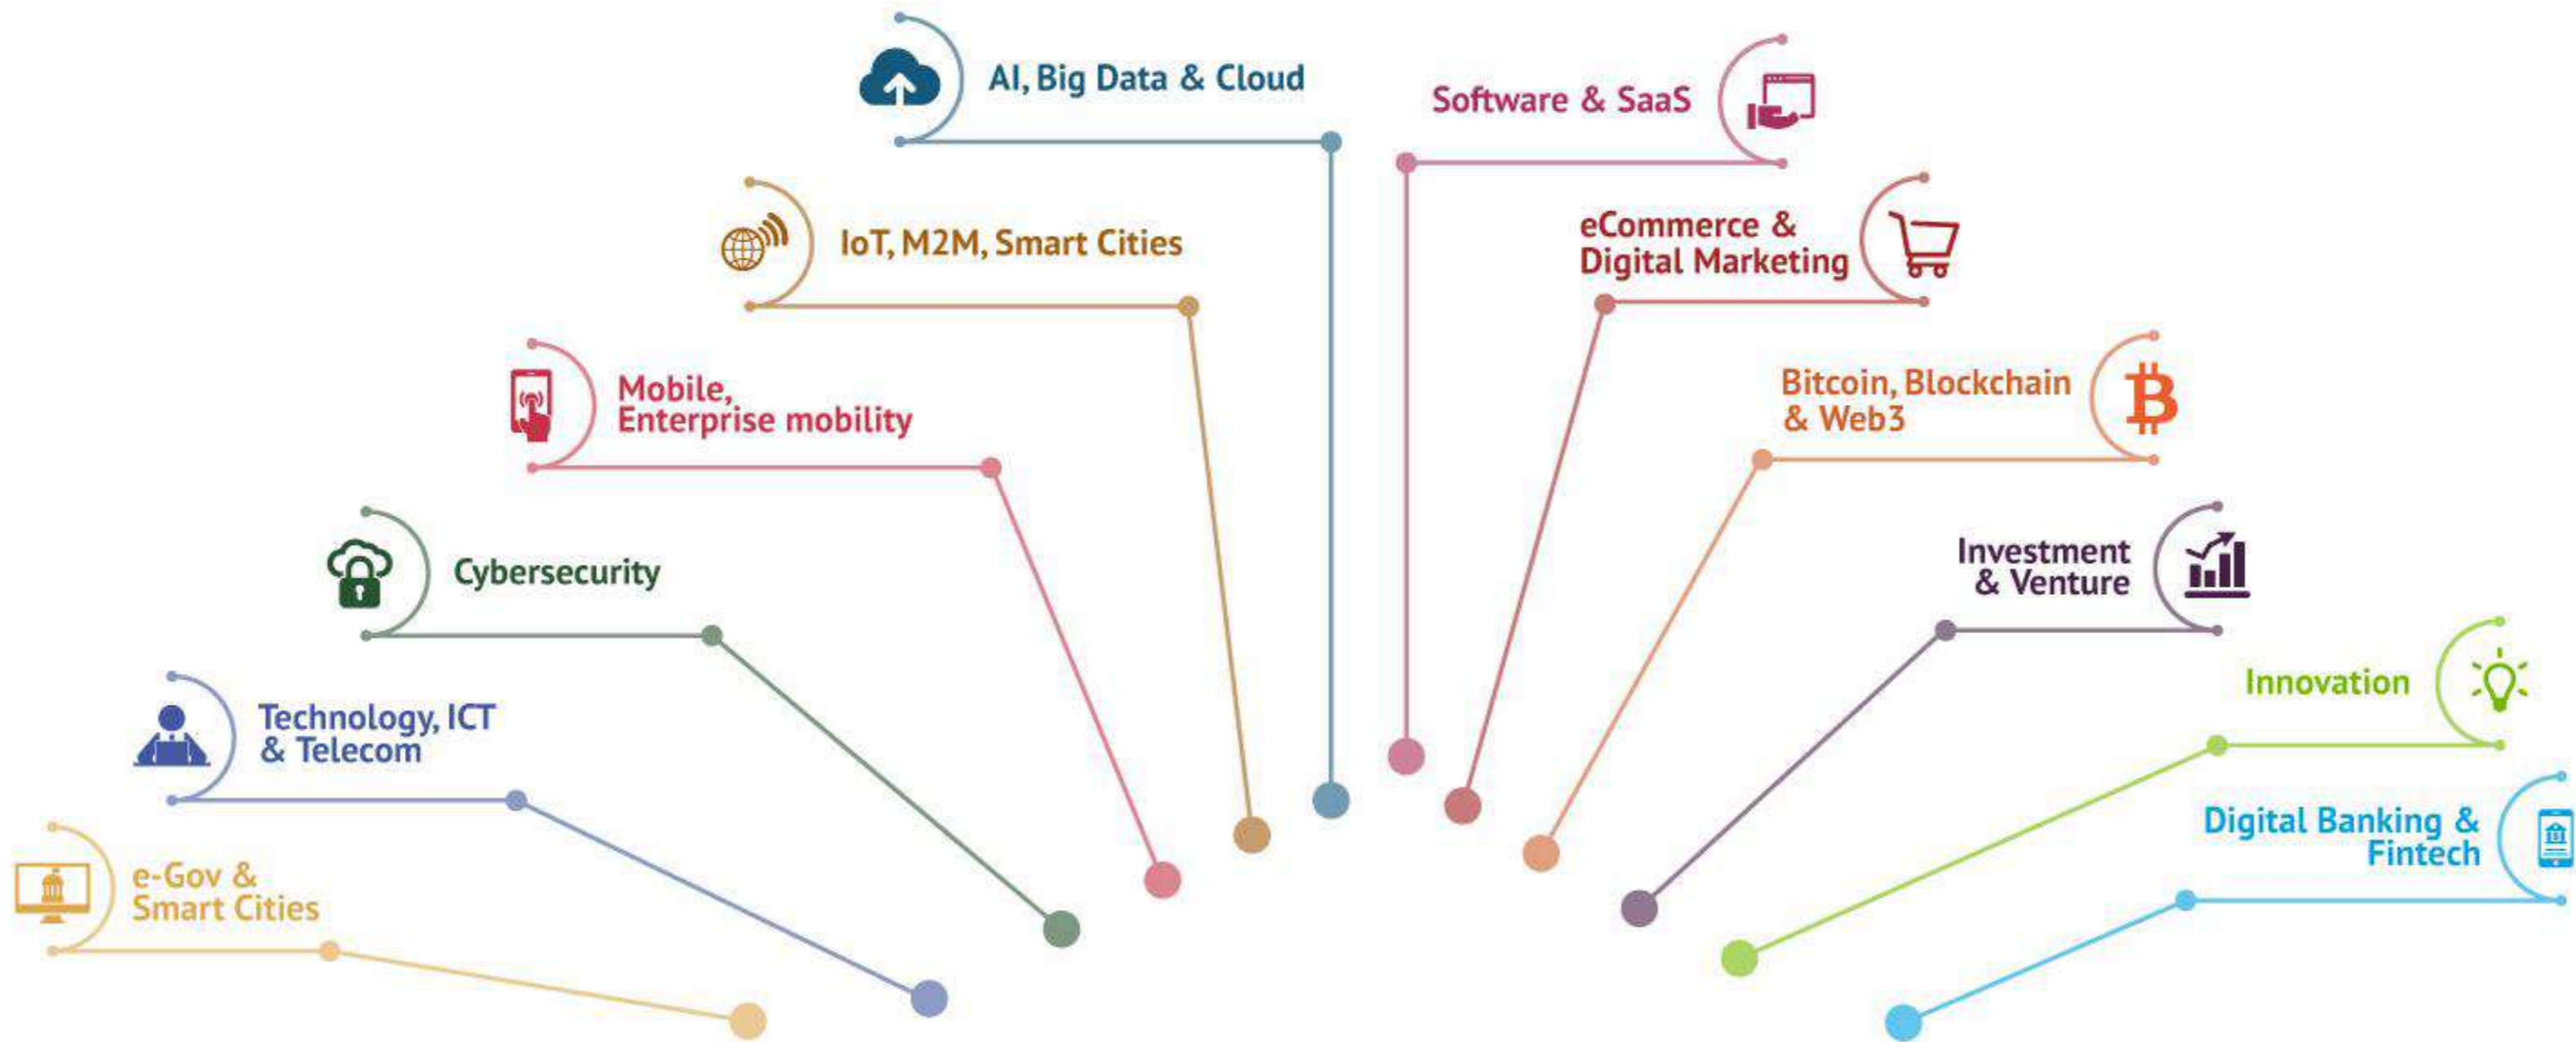 AI, Big Data & Cloud
Software & SaaS
IoT, M2M, Smart Cities
eCommerce &
Digital Marketing
Mobile,
Enterprise mobility
Bitcoin, Blockchain
& Web3
Cybersecurity
Investment
& Venture
Technology, ICT
& Telecom
Innovation
e-Gov &
Smart Cities
Digital Banking &
Fintech